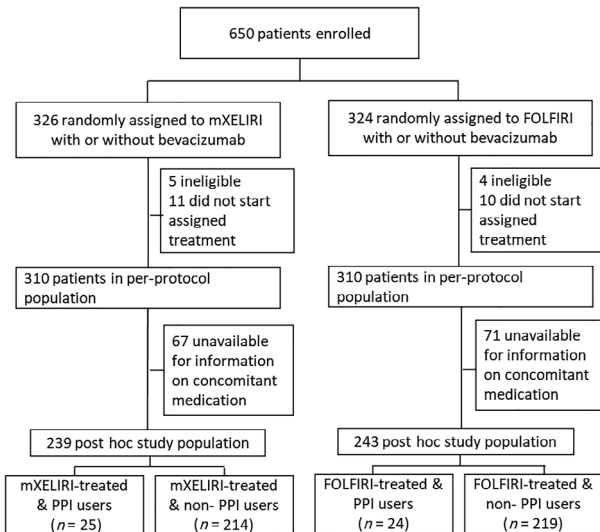 650 patients enrolled
326 randomly assigned to mXELIRI
with or without bevacizumab
324 randomly assigned to FOLFIRI
with or without bevacizumab
5 ineligible
11 did not start
assigned
treatment
4 ineligible
10 did not start
assigned
treatment
310 patients in per-protocol
population
310 patients in per-protocol
population
67 unavailable
for information
on concomitant
medication
71 unavailable
for information
on concomitant
medication
239 post hoc study population
243 post hoc study population
mXELIRI-treated
& PPI users
(n = 25)
mXELIRI-treated
& non- PPI users
(n = 214)
FOLFIRI-treated &
PPI users
(n = 24)
FOLFIRI-treated &
non- PPI users
(n = 219)